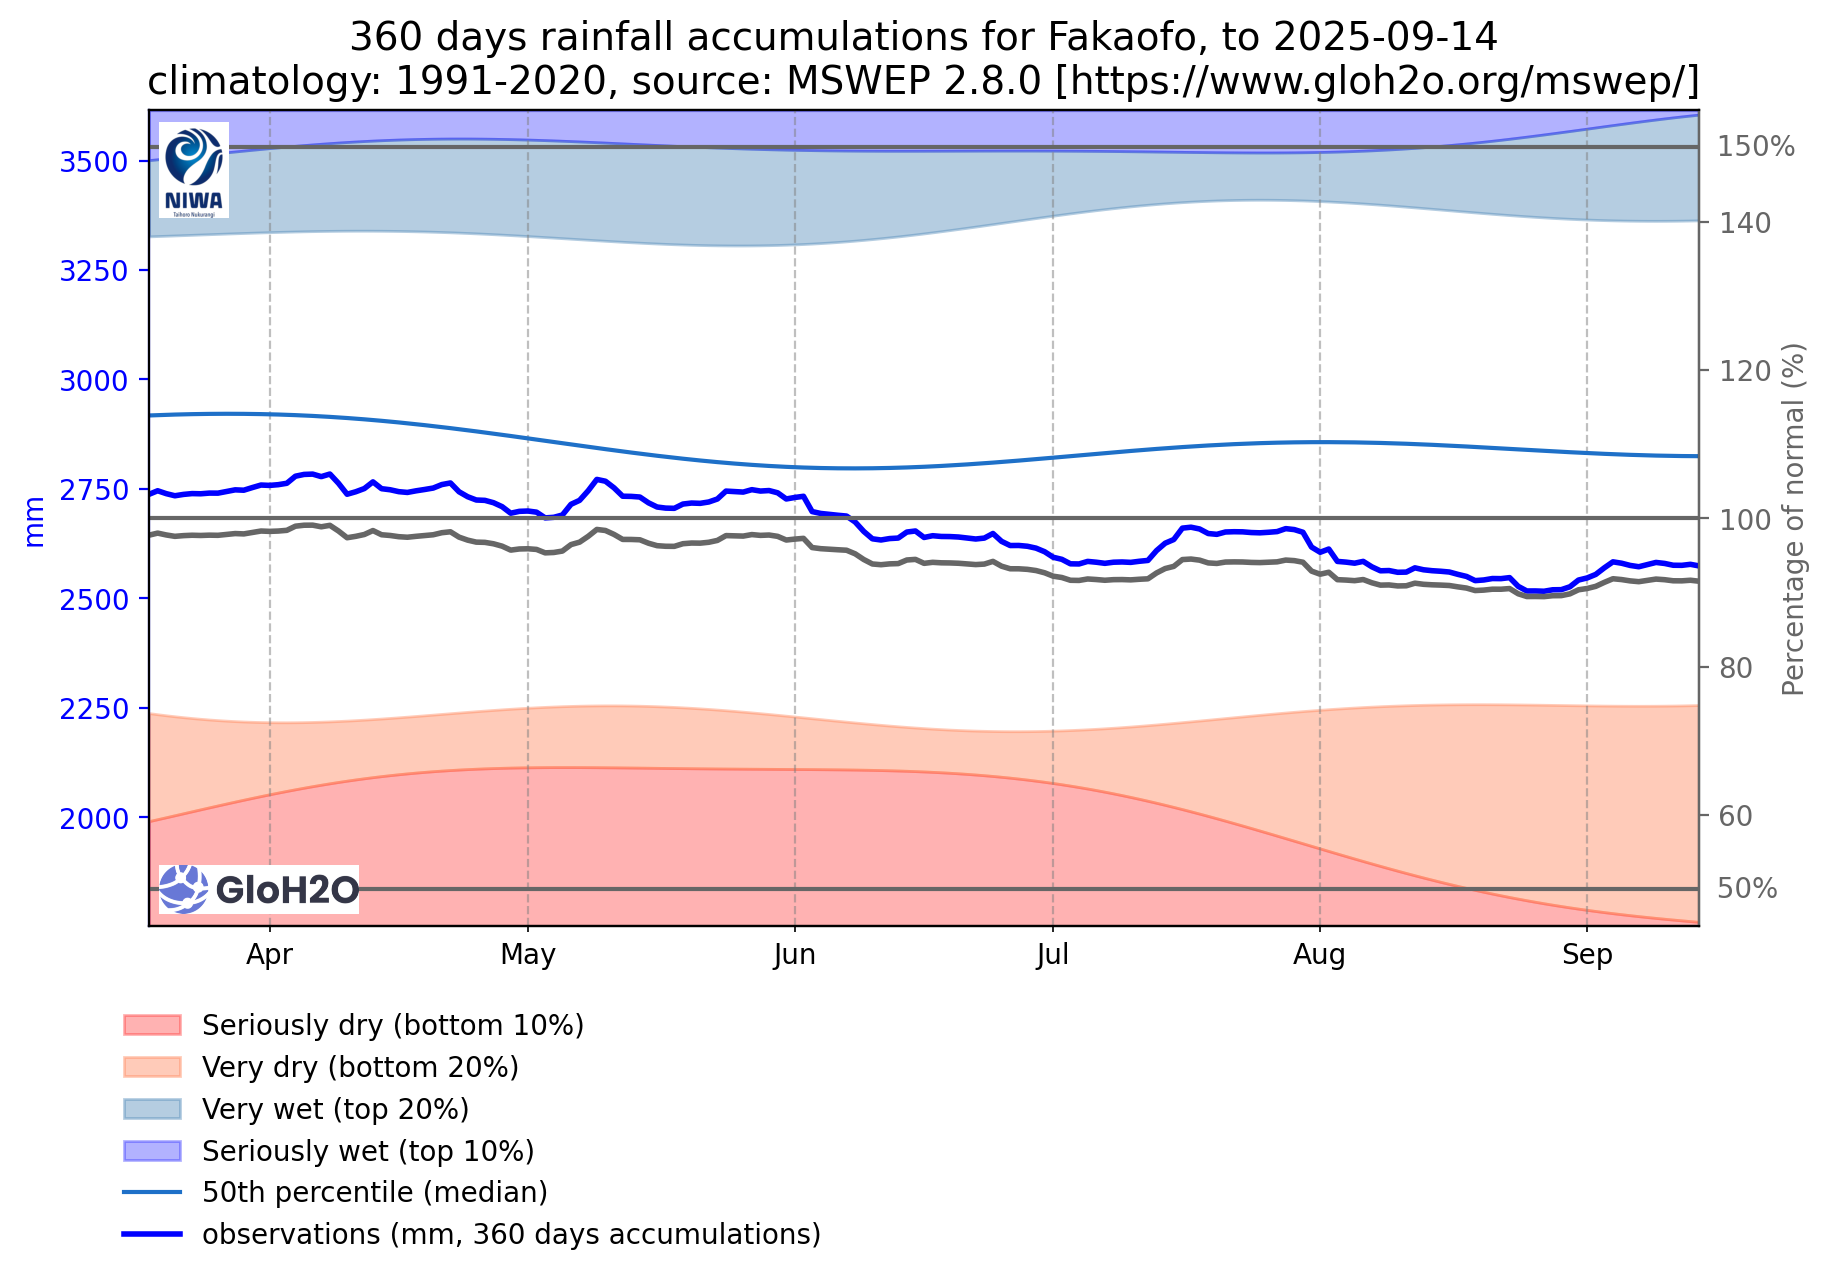 360 days rainfall accumulations for Fakaofo, to 2025-09-14
climatology: 1991-2020, source: MSWEP 2.8.0 [https://www.gloh2o.org/mswep/]
NIWA
Taihoro Nukurangi
3500
3250
3000
2750
2500
2250
2000
mm
150%
140
120
100
80
60
50%
Percentage of normal (%)
GloH2O
Apr
May
Jun
Jul
Aug
Sep
Seriously dry (bottom 10%)
Very dry (bottom 20%)
Very wet (top 20%)
Seriously wet (top 10%)
50th percentile (median)
observations (mm, 360 days accumulations)